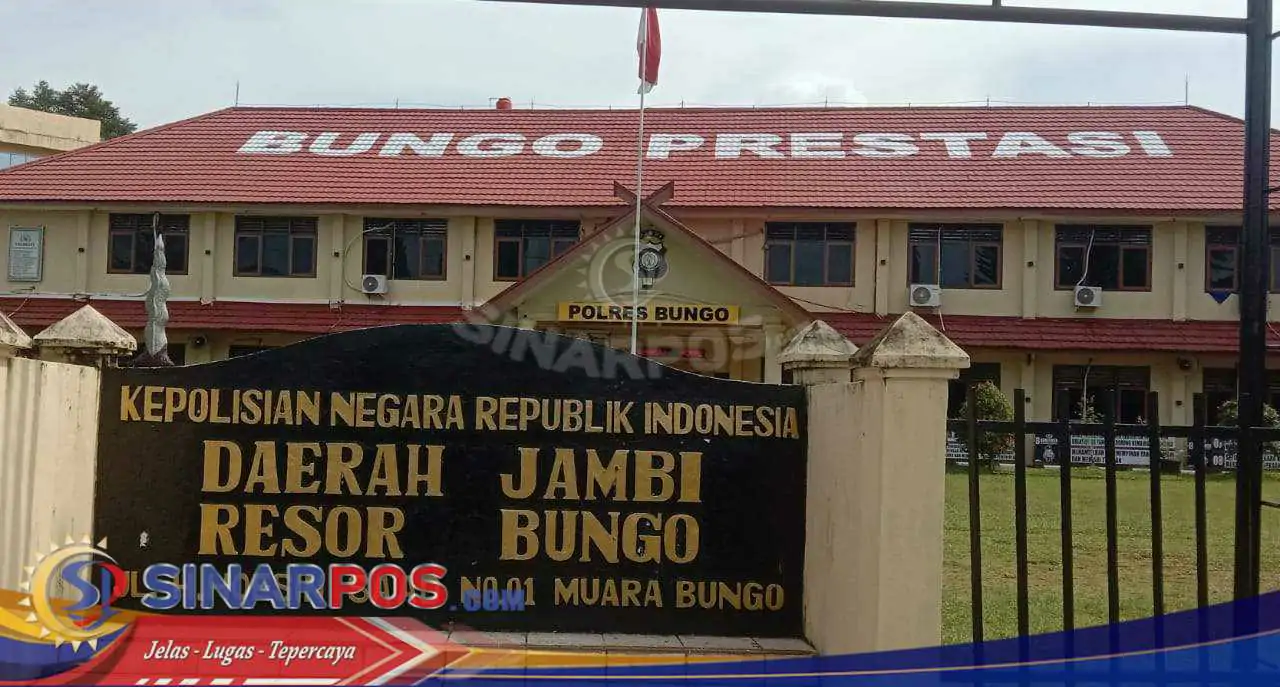 BUNGO PRESTASI
POLRES BUNGO
SINARPOS
KEPOLISIAN NEGARA REPUBLIK INDONESIA
DAERAH JAMBI
RESOR BUNGO
NO.01 MUARA BUNGO
SINARPOS.COM
Jelas - Lugas - Tepercaya